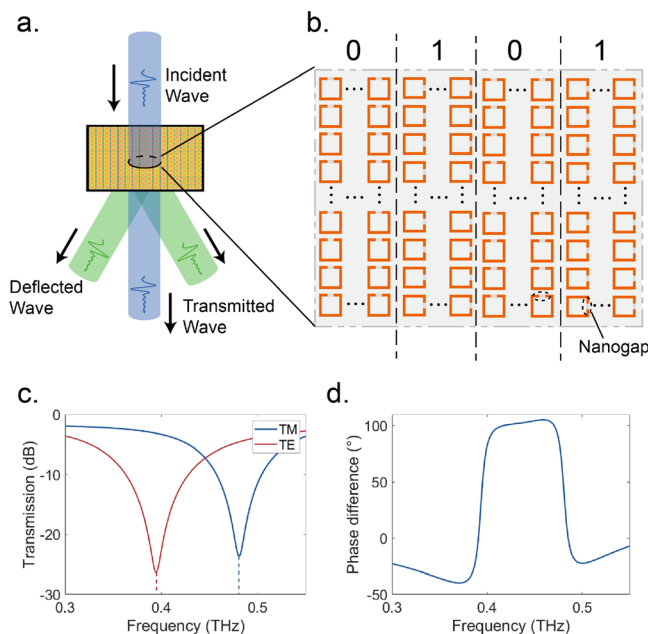 a.
Incident
Wave
Deflected
Wave
Transmitted
Wave
b.
0 1 0 1
Nanogap
c.
0
-10
-20
-30
0.3 0.4 0.5
Transmission (dB)
Frequency (THz)
TM
TE
d.
100
50
0
-50
0.3 0.4 0.5
Phase difference (°)
Frequency (THz)